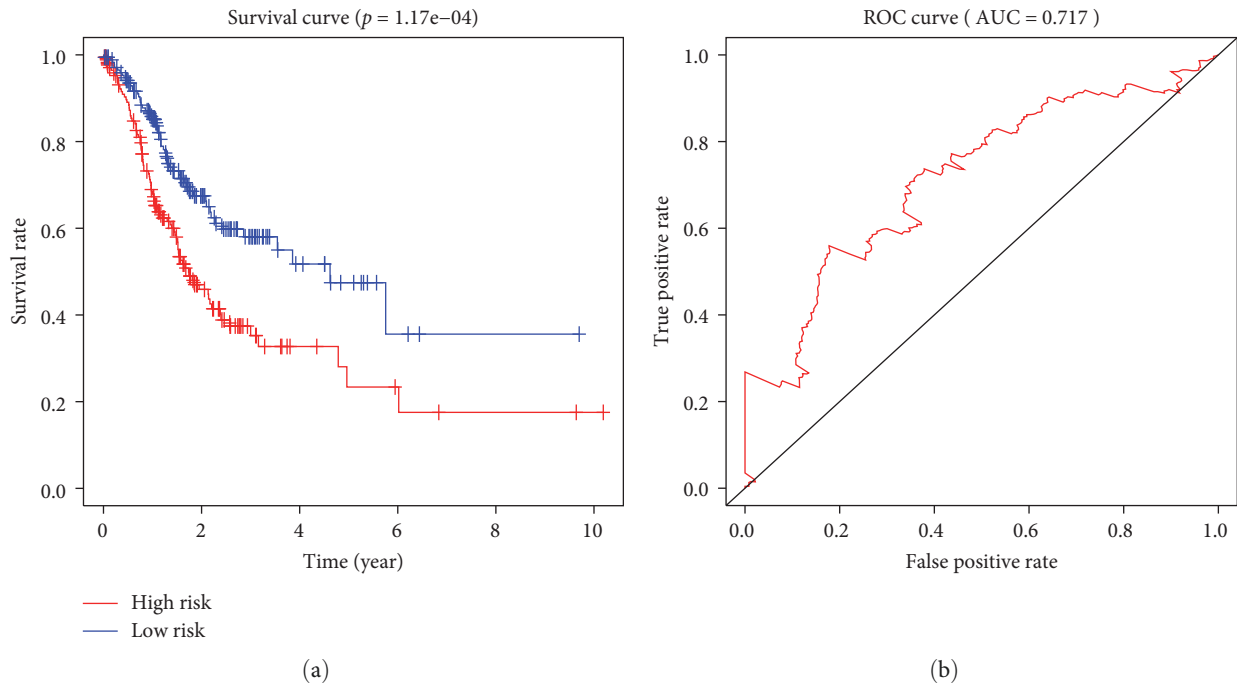 Survival curve (p = 1.17e−04)
1.0
0.8
0.6
0.4
0.2
0.0
Survival rate
0 2 4 6 8 10
Time (year)
High risk
Low risk
(a)
ROC curve ( AUC = 0.717 )
1.0
0.8
0.6
0.4
0.2
0.0
True positive rate
0.0 0.2 0.4 0.6 0.8 1.0
False positive rate
(b)